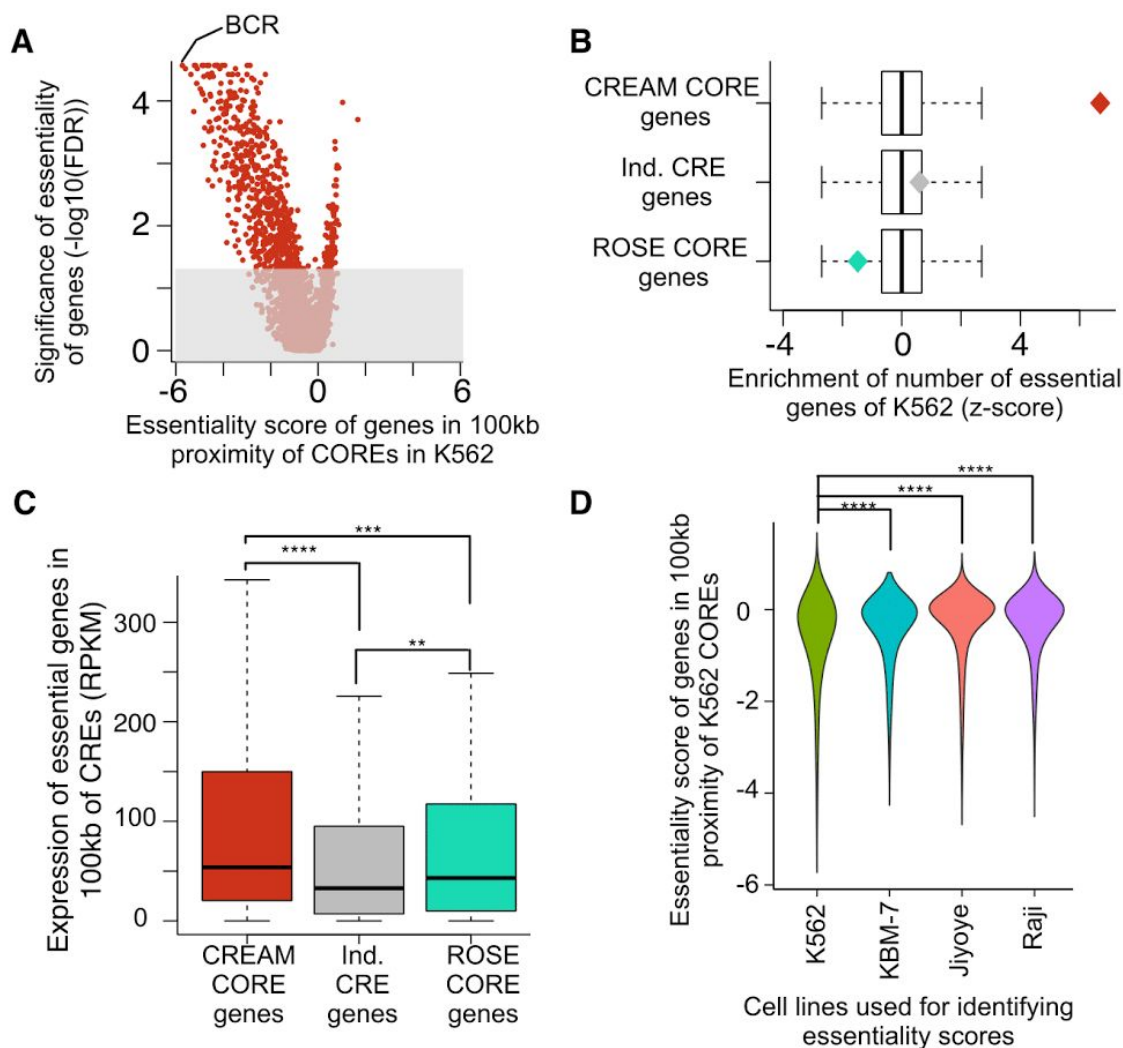 A
BCR
Significance of essentiality
of genes (-log10(FDR))
4
2
0
-6
0
6
Essentiality score of genes in 100kb
proximity of COREs in K562
B
CREAM CORE
genes
Ind. CRE
genes
ROSE CORE
genes
-4
0
4
Enrichment of number of essential
genes of K562 (z-score)
C
Expression of essential genes in
100kb of CREs (RPKM)
300
200
100
0
***
****
**
CREAM
CORE
genes
Ind.
CRE
genes
ROSE
CORE
genes
D
Essentiality score of genes in 100kb
proximity of K562 COREs
0
-2
-4
-6
****
****
****
K562
KBM-7
Jiyoye
Raji
Cell lines used for identifying
essentiality scores